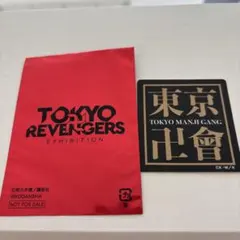 TOKYO
REVENGERS
EXHIBITION
NOT FOR SALE
東京
TOKYO MANJI GANG
卍會